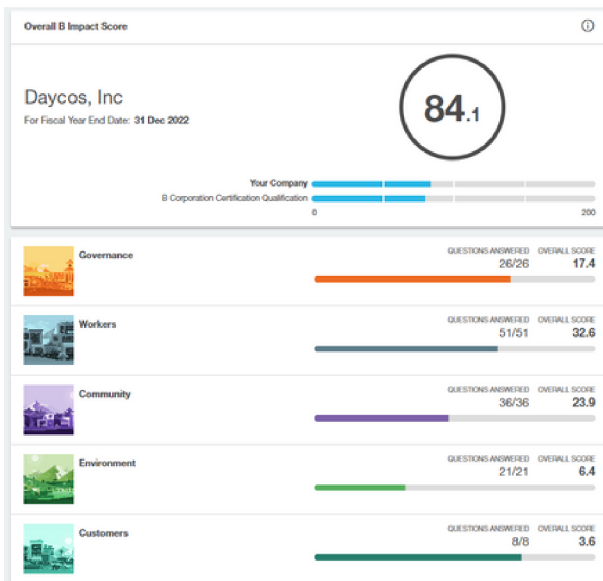 Overall B Impact Score
Daycos, Inc
For Fiscal Year End Date: 31 Dec 2022
84.1
Your Company
B Corporation Certification Qualification
0 200
Governance
QUESTIONS ANSWERED OVERALL SCORE
26/26 17.4
Workers
QUESTIONS ANSWERED OVERALL SCORE
51/51 32.6
Community
QUESTIONS ANSWERED OVERALL SCORE
36/36 23.9
Environment
QUESTIONS ANSWERED OVERALL SCORE
21/21 6.4
Customers
QUESTIONS ANSWERED OVERALL SCORE
8/8 3.6